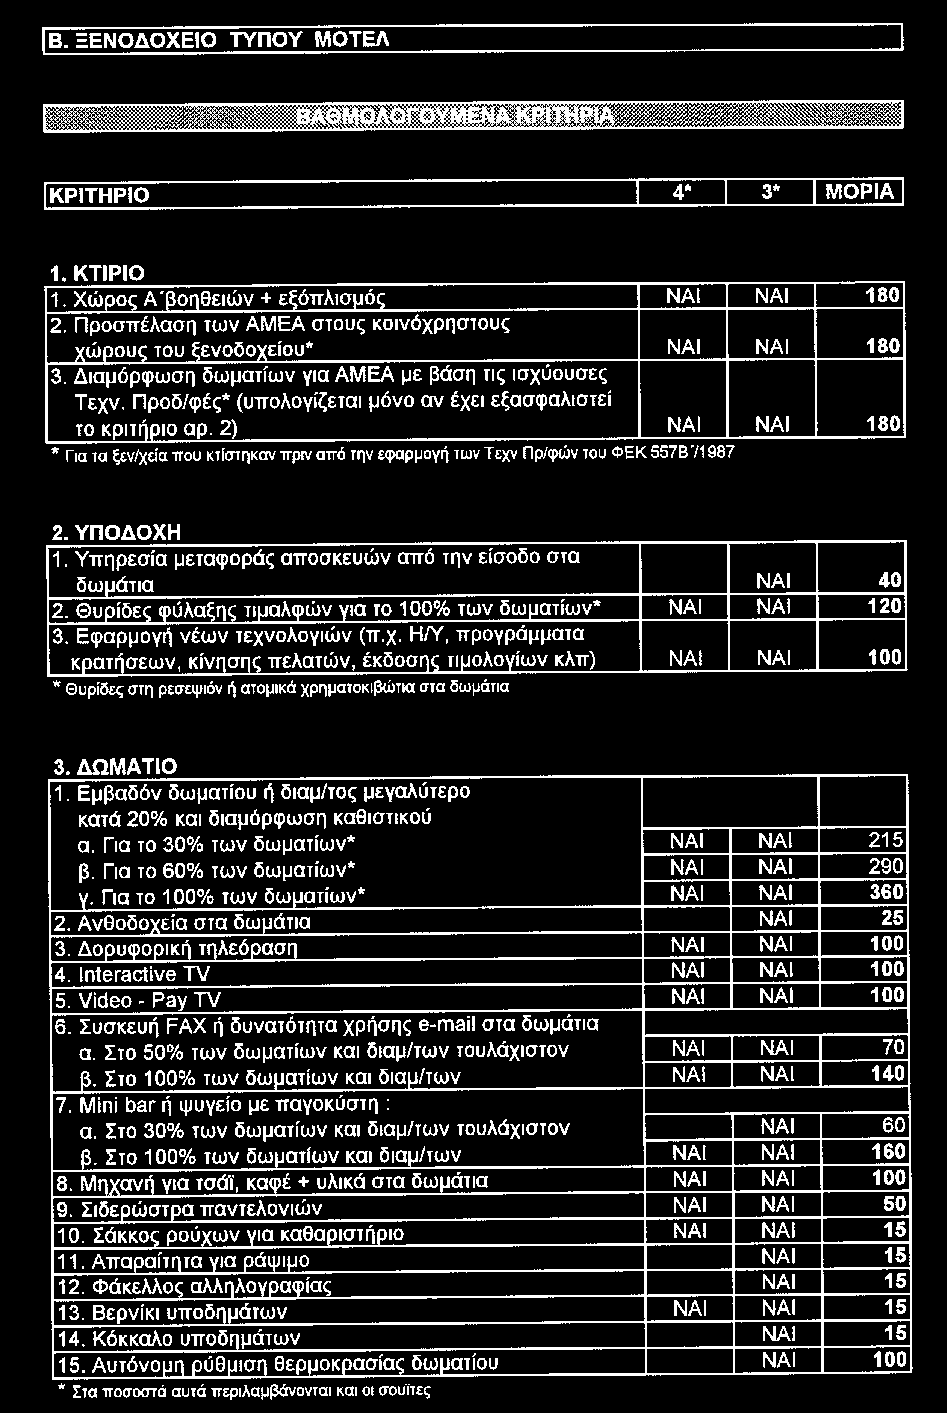 Β. ΞΕΝΟΔΟΧΕΙΟ ΤΥΠΟΥ ΜΟΤΕΛ
ΒΑΘΜΟΛΟΓΟΥΜΕΝΑ ΚΡΙΤΗΡΙΑ
ΚΡΙΤΗΡΙΟ 4* 3* ΜΟΡΙΑ
1. ΚΤΙΡΙΟ
1. Χώρος Α΄βοηθειών + εξόπλισμός ΝΑΙ ΝΑΙ 180
2. Προσπέλαση των ΑΜΕΑ στους κοινόχρηστους
χώρους του ξενοδοχείου* ΝΑΙ ΝΑΙ 180
3. Διαμόρφωση δωματίων για ΑΜΕΑ με βάση τις ισχύουσες
Τεχν. Προδ/φές* (υπολογίζεται μόνο αν έχει εξασφαλιστεί
το κριτήριο αρ. 2) ΝΑΙ ΝΑΙ 180
* Για τα ξεν/χεία που κτίστηκαν πριν από την εφαρμογή των Τεχν Πρ/φών του ΦΕΚ 557Β΄/1987
2. ΥΠΟΔΟΧΗ
1. Υπηρεσία μεταφοράς αποσκευών από την είσοδο στα
δωμάτια ΝΑΙ 40
2. Θυρίδες φύλαξης τιμαλφών για το 100% των δωματίων* ΝΑΙ ΝΑΙ 120
3. Εφαρμογή νέων τεχνολογιών (π.χ. Η/Υ, προγράμματα
κρατήσεων, κίνησης πελατών, έκδοσης τιμολογίων κλπ) ΝΑΙ ΝΑΙ 100
* Θυρίδες στη ρεσεψιόν ή ατομικά χρηματοκιβώτια στα δωμάτια
3. ΔΩΜΑΤΙΟ
1. Εμβαδόν δωματίου ή διαμ/τος μεγαλύτερο
κατά 20% και διαμόρφωση καθιστικού
α. Για το 30% των δωματίων* ΝΑΙ ΝΑΙ 215
β. Για το 60% των δωματίων* ΝΑΙ ΝΑΙ 290
γ. Για το 100% των δωματίων* ΝΑΙ ΝΑΙ 360
2. Ανθοδοχεία στα δωμάτια ΝΑΙ 25
3. Δορυφορική τηλεόραση ΝΑΙ ΝΑΙ 100
4. Interactive TV ΝΑΙ ΝΑΙ 100
5. Video - Pay TV ΝΑΙ ΝΑΙ 100
6. Συσκευή FAX ή δυνατότητα χρήσης e-mail στα δωμάτια
α. Στο 50% των δωματίων και διαμ/των τουλάχιστον ΝΑΙ ΝΑΙ 70
β. Στο 100% των δωματίων και διαμ/των ΝΑΙ ΝΑΙ 140
7. Mini bar ή ψυγείο με παγοκύστη :
α. Στο 30% των δωματίων και διαμ/των τουλάχιστον ΝΑΙ 60
β. Στο 100% των δωματίων και διαμ/των ΝΑΙ ΝΑΙ 160
8. Μηχανή για τσάϊ, καφέ + υλικά στα δωμάτια ΝΑΙ ΝΑΙ 100
9. Σιδερώστρα παντελονιών ΝΑΙ ΝΑΙ 50
10. Σάκκος ρούχων για καθαριστήριο ΝΑΙ ΝΑΙ 15
11. Απαραίτητα για ράψιμο ΝΑΙ 15
12. Φάκελλος αλληλογραφίας ΝΑΙ 15
13. Βερνίκι υποδημάτων ΝΑΙ ΝΑΙ 15
14. Κόκκαλο υποδημάτων ΝΑΙ 15
15. Αυτόνομη ρύθμιση θερμοκρασίας δωματίου ΝΑΙ 100
* Στα ποσοστά αυτά περιλαμβάνονται και οι σουΐτες